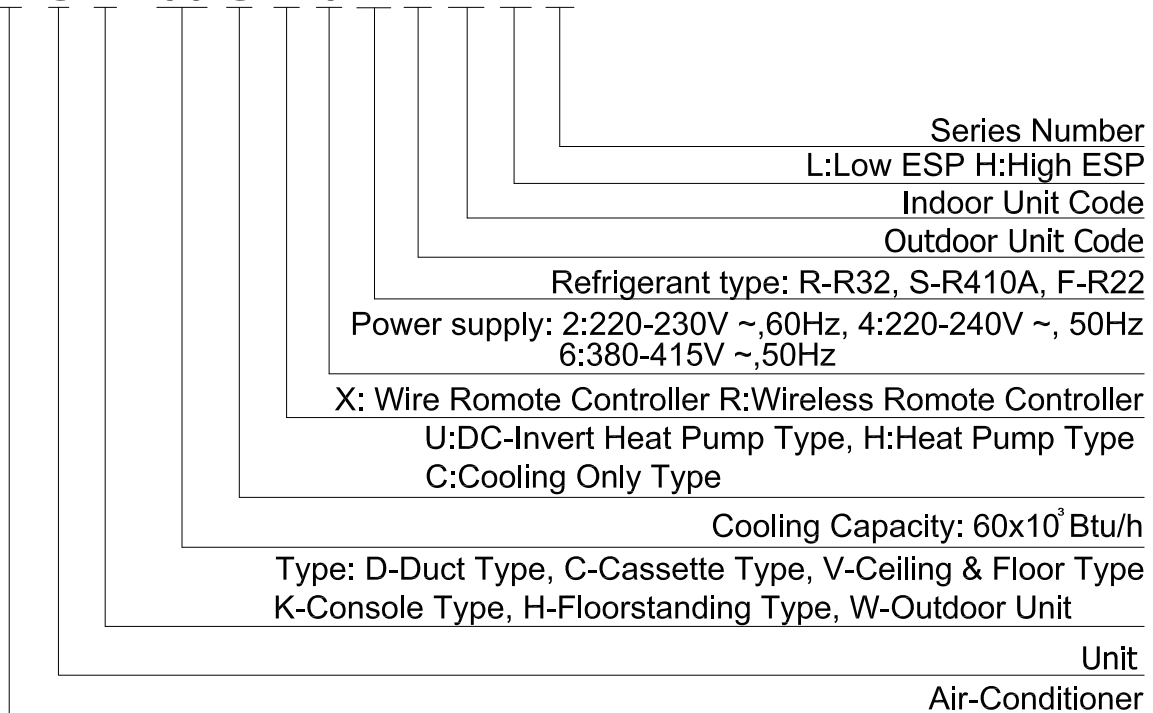 Series Number
L:Low ESP H:High ESP
Indoor Unit Code
Outdoor Unit Code
Refrigerant type: R-R32, S-R410A, F-R22
Power supply: 2:220-230V ~,60Hz, 4:220-240V ~, 50Hz
6:380-415V ~,50Hz
X: Wire Romote Controller R:Wireless Romote Controller
U:DC-Invert Heat Pump Type, H:Heat Pump Type
C:Cooling Only Type
Cooling Capacity: 60x10³ Btu/h
Type: D-Duct Type, C-Cassette Type, V-Ceiling & Floor Type
K-Console Type, H-Floorstanding Type, W-Outdoor Unit
Unit
Air-Conditioner